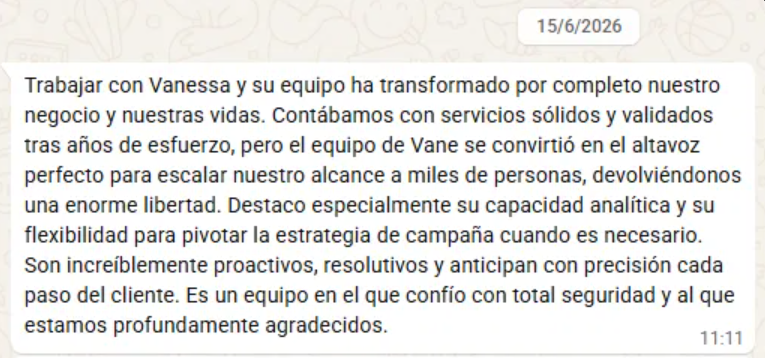 15/6/2026
Trabajar con Vanessa y su equipo ha transformado por completo nuestro
negocio y nuestras vidas. Contábamos con servicios sólidos y validados
tras años de esfuerzo, pero el equipo de Vane se convirtió en el altavoz
perfecto para escalar nuestro alcance a miles de personas, devolviéndonos
una enorme libertad. Destaco especialmente su capacidad analítica y su
flexibilidad para pivotar la estrategia de campaña cuando es necesario.
Son increíblemente proactivos, resolutivos y anticipan con precisión cada
paso del cliente. Es un equipo en el que confío con total seguridad y al que
estamos profundamente agradecidos.
11:11